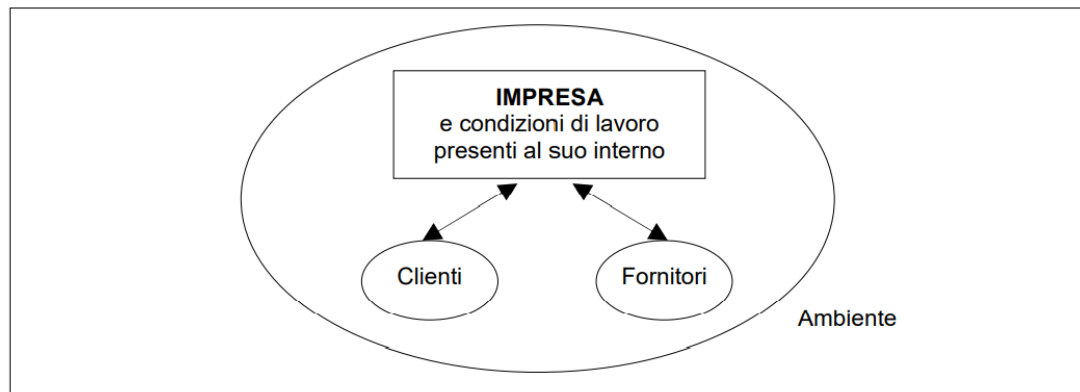 IMPRESA
e condizioni di lavoro
presenti al suo interno
Clienti
Fornitori
Ambiente